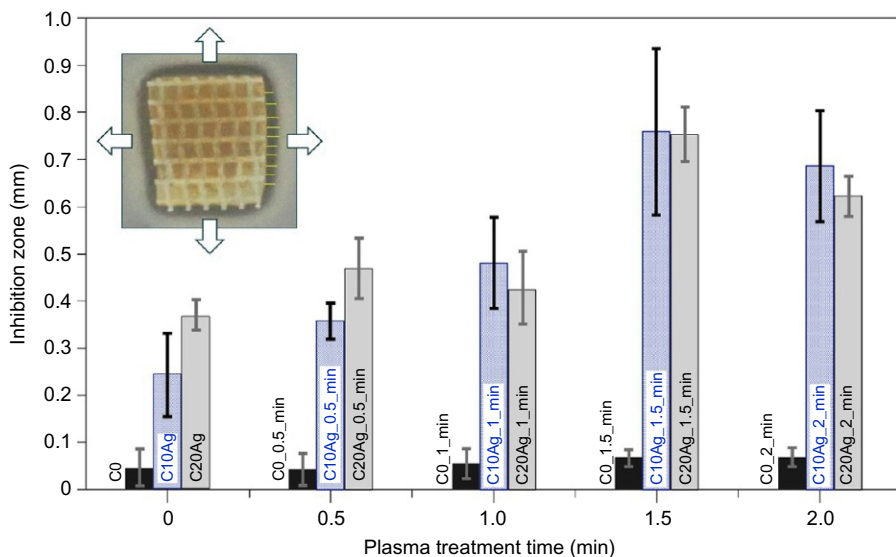 1.0
0.9
0.8
0.7
0.6
0.5
0.4
0.3
0.2
0.1
0
Inhibition zone (mm)
C0
C10Ag
C20Ag
C0_0.5_min
C10Ag_0.5_min
C20Ag_0.5_min
C0_1_min
C10Ag_1_min
C20Ag_1_min
C0_1.5_min
C10Ag_1.5_min
C20Ag_1.5_min
C0_2_min
C10Ag_2_min
C20Ag_2_min
0
0.5
1.0
1.5
2.0
Plasma treatment time (min)